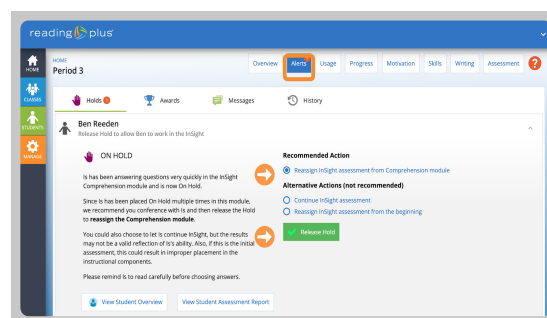 reading plus
HOME
Period 3
Overview Alerts Usage Progress Motivation Skills Writing Assessment ?
HOME
CLASSES
STUDENTS
MANAGE
Holds Awards Messages History
Ben Reeden
Release Hold to allow Ben to work in the InSight
ON HOLD
Is has been answering questions very quickly in the InSight
Comprehension module and is now On Hold.
Since Is has been placed On Hold multiple times in this module,
we recommend you conference with Is and then release the Hold
to reassign the Comprehension module.
You could also choose to let Is continue InSight, but the results
may not be a valid reflection of Is's ability. Also, if this is the initial
assessment, this could result in improper placement in the
instructional components.
Please remind Is to read carefully before choosing answers.
View Student Overview View Student Assessment Report
Recommended Action
Reassign InSight assessment from Comprehension module
Alternative Actions (not recommended)
Continue InSight assessment
Reassign InSight assessment from the beginning
Release Hold